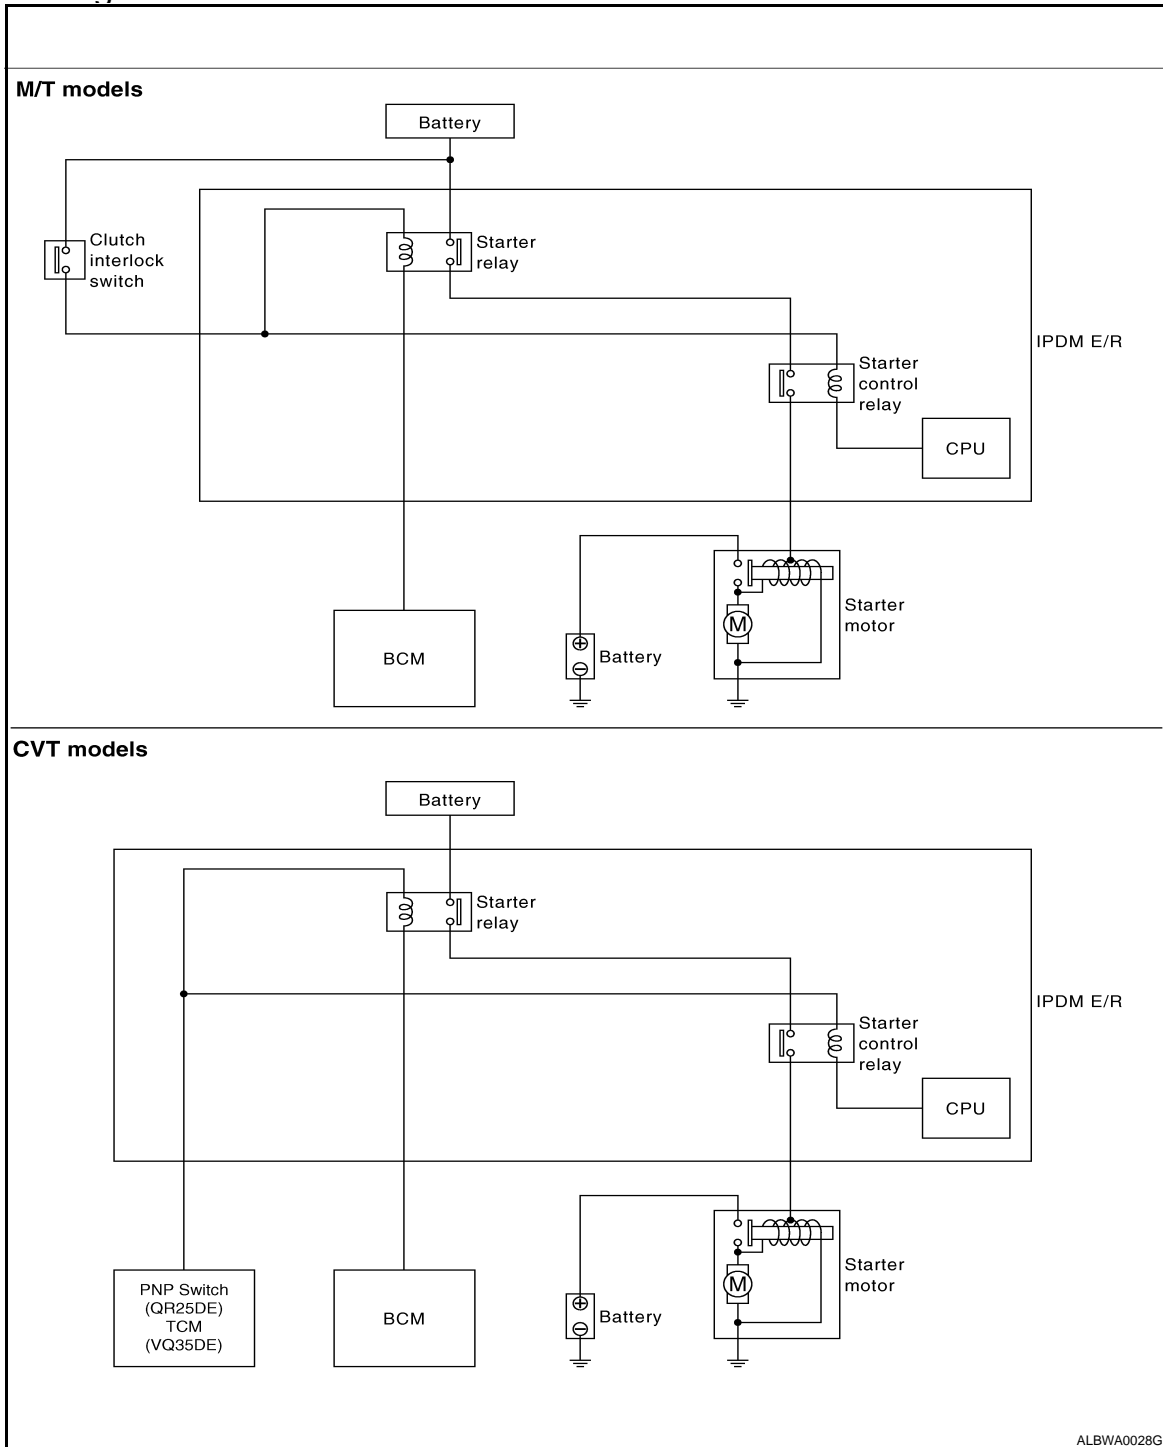 M/T models
Battery
Clutch
interlock
switch
Starter
relay
IPDM E/R
Starter
control
relay
CPU
BCM
Battery
M
Starter
motor
CVT models
Battery
Starter
relay
IPDM E/R
Starter
control
relay
CPU
PNP Switch
(QR25DE)
TCM
(VQ35DE)
BCM
Battery
M
Starter
motor
ALBWA0028G